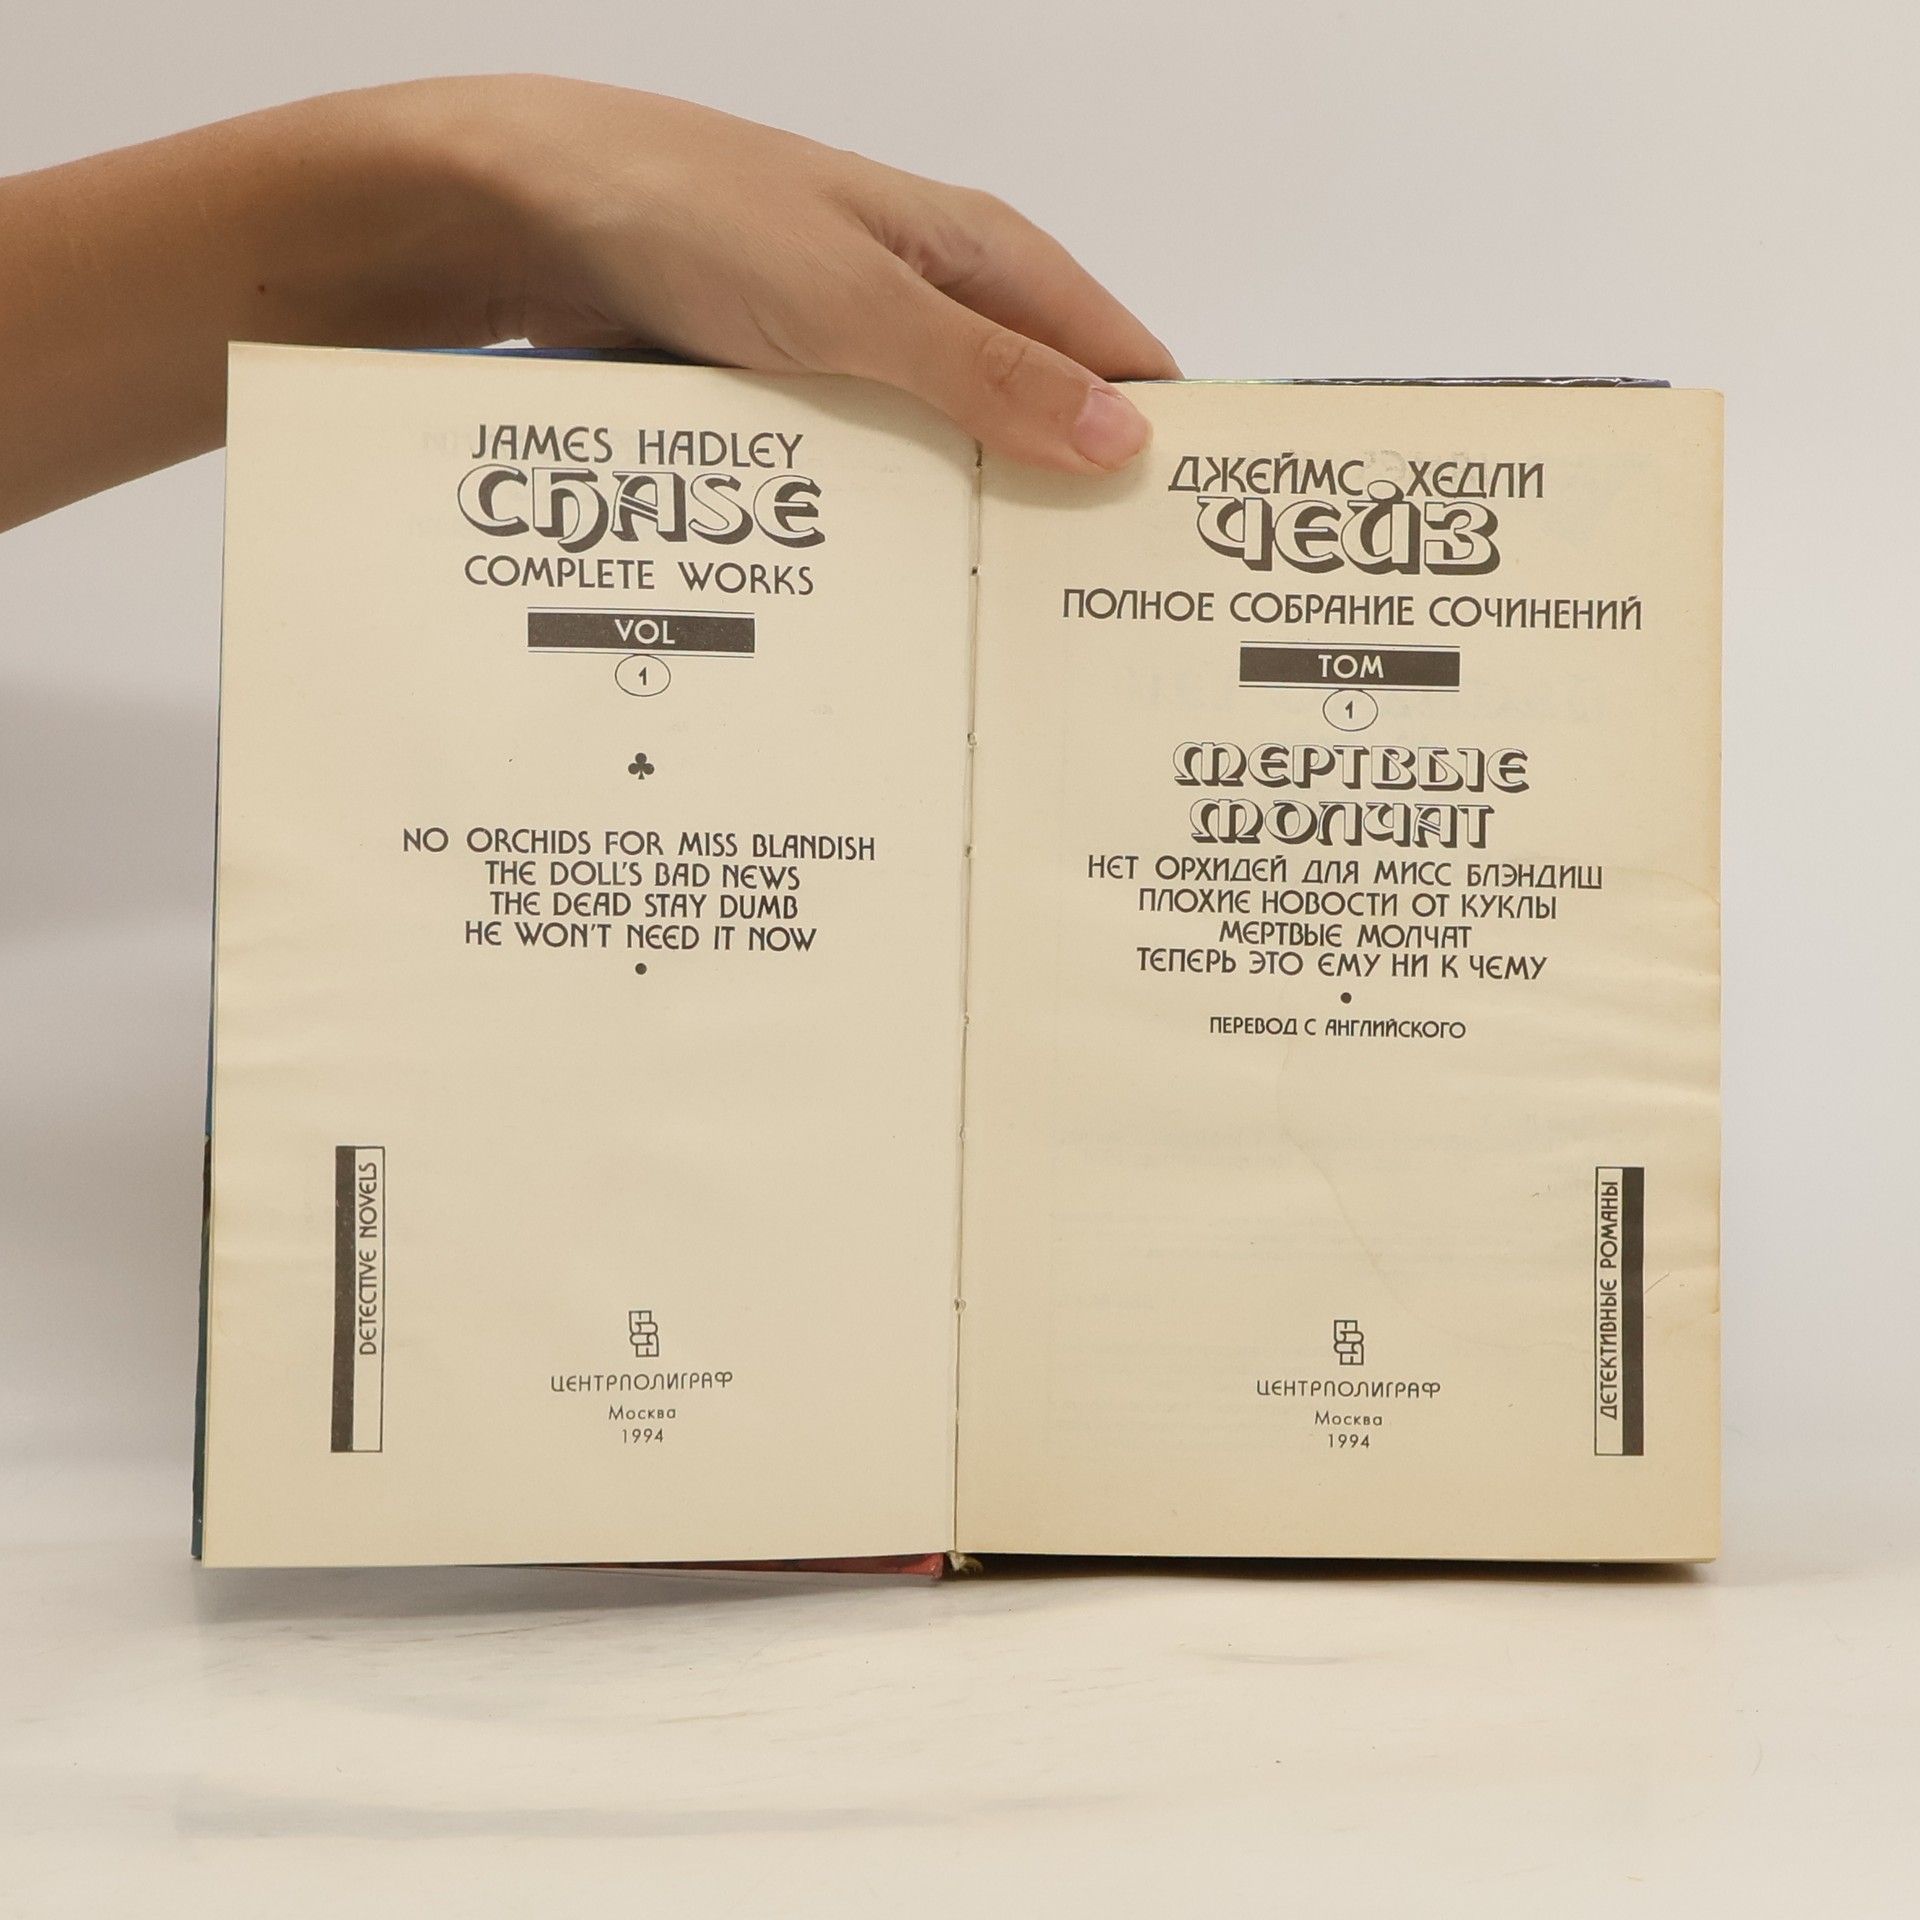 JAMES HADLEY
CHASE
COMPLETE WORKS
VOL
1
NO ORCHIDS FOR MISS BLANDISH
THE DOLL'S BAD NEWS
THE DEAD STAY DUMB
HE WON'T NEED IT NOW
DETECTIVE NOVELS
ЦЕНТРПОЛИГРАФ
Москва
1994
ДЖЕЙМС ХЕДЛИ
ЧЕЙЗ
ПОЛНОЕ СОБРАНИЕ СОЧИНЕНИЙ
ТОМ
1
МЕРТВЫЕ
МОЛЧАТ
НЕТ ОРХИДЕЙ ДЛЯ МИСС БЛЭНДИШ
ПЛОХИЕ НОВОСТИ ОТ КУКЛЫ
МЕРТВЫЕ МОЛЧАТ
ТЕПЕРЬ ЭТО ЕМУ НИ К ЧЕМУ
ПЕРЕВОД С АНГЛИЙСКОГО
ДЕТЕКТИВНЫЕ РОМАНЫ
ЦЕНТРПОЛИГРАФ
Москва
1994